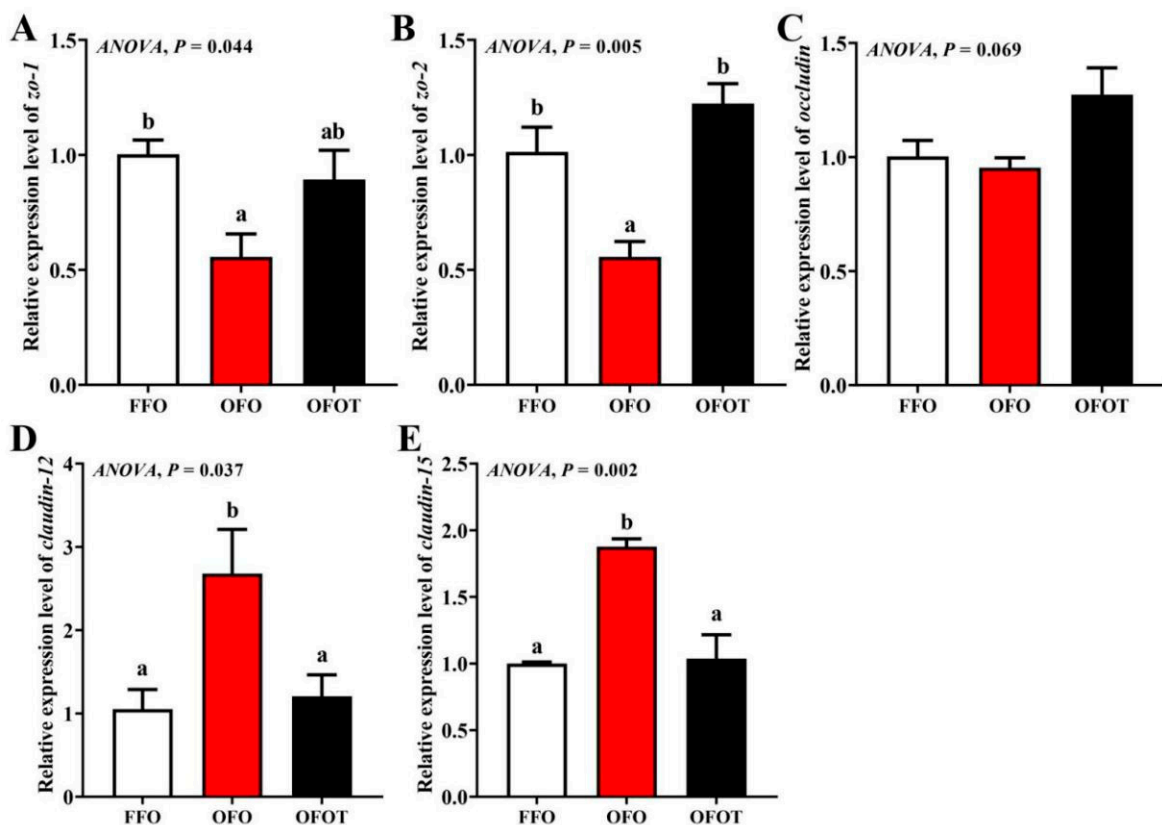 A
ANOVA, P = 0.044
Relative expression level of zo-1
1.5
1.0
0.5
0.0
b
a
ab
FFO
OFO
OFOT
B
ANOVA, P = 0.005
Relative expression level of zo-2
1.5
1.0
0.5
0.0
b
a
b
FFO
OFO
OFOT
C
ANOVA, P = 0.069
Relative expression level of occludin
1.5
1.0
0.5
0.0
FFO
OFO
OFOT
D
ANOVA, P = 0.037
Relative expression level of claudin-12
4
3
2
1
0
a
b
a
FFO
OFO
OFOT
E
ANOVA, P = 0.002
Relative expression level of claudin-15
2.5
2.0
1.5
1.0
0.5
0.0
a
b
a
FFO
OFO
OFOT